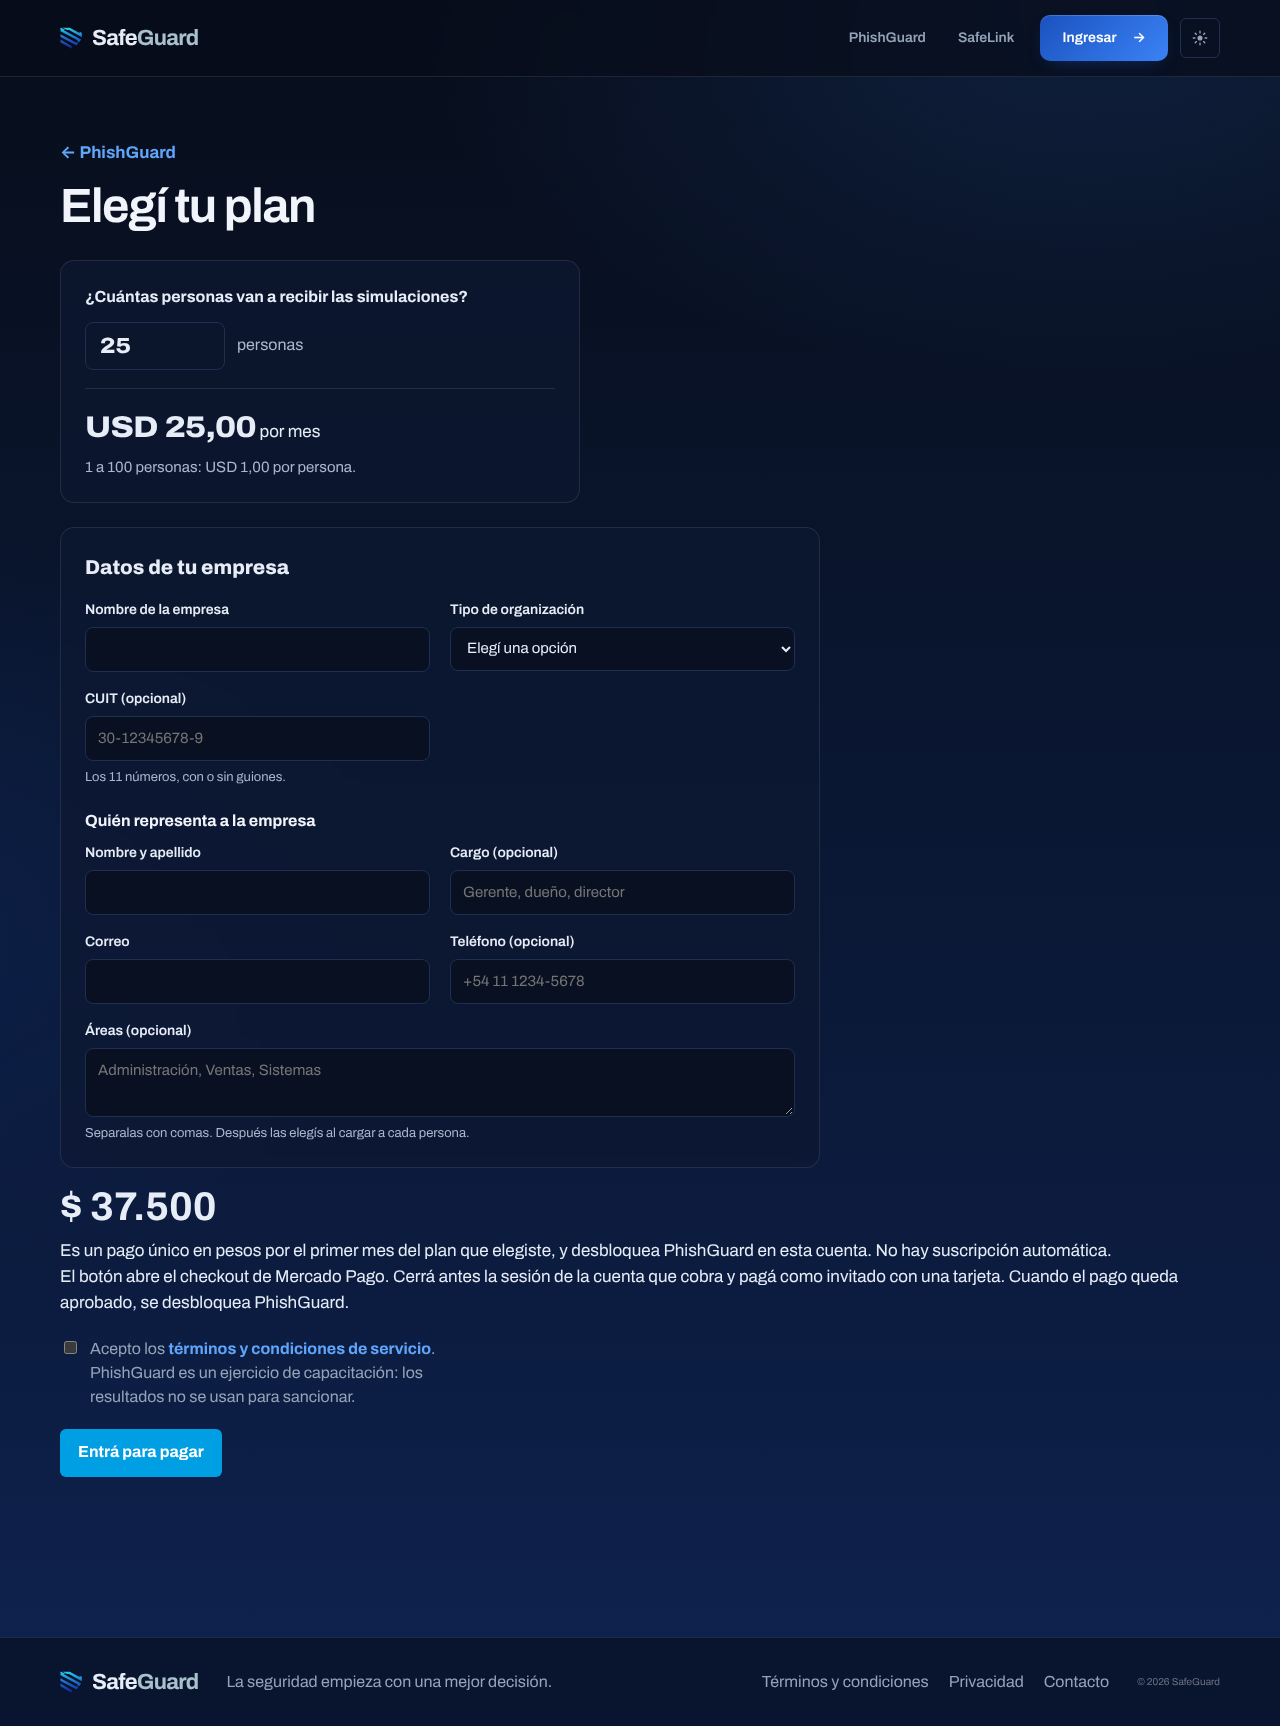 SafeGuard
PhishGuard
SafeLink
Ingresar →
← PhishGuard
Elegí tu plan
¿Cuántas personas van a recibir las simulaciones?
25 personas
USD 25,00 por mes
1 a 100 personas: USD 1,00 por persona.
Datos de tu empresa
Nombre de la empresa
Tipo de organización
Elegí una opción
CUIT (opcional)
30-12345678-9
Los 11 números, con o sin guiones.
Quién representa a la empresa
Nombre y apellido
Cargo (opcional)
Gerente, dueño, director
Correo
Teléfono (opcional)
+54 11 1234-5678
Áreas (opcional)
Administración, Ventas, Sistemas
Separalas con comas. Después las elegís al cargar a cada persona.
$ 37.500
Es un pago único en pesos por el primer mes del plan que elegiste, y desbloquea PhishGuard en esta cuenta. No hay suscripción automática.
El botón abre el checkout de Mercado Pago. Cerrá antes la sesión de la cuenta que cobra y pagá como invitado con una tarjeta. Cuando el pago queda
aprobado, se desbloquea PhishGuard.
Acepto los términos y condiciones de servicio.
PhishGuard es un ejercicio de capacitación: los
resultados no se usan para sancionar.
Entrá para pagar
SafeGuard
La seguridad empieza con una mejor decisión.
Términos y condiciones
Privacidad
Contacto
© 2026 SafeGuard